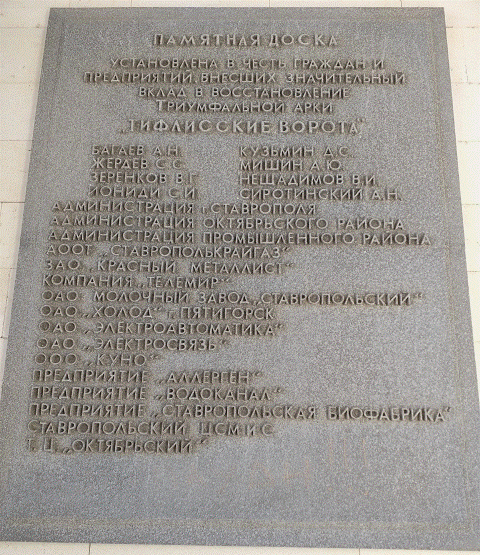 ПАМЯТНАЯ ДОСКА
УСТАНОВЛЕНА В ЧЕСТЬ ГРАЖДАН И
ПРЕДПРИЯТИЙ, ВНЕСШИХ ЗНАЧИТЕЛЬНЫЙ
ВКЛАД В ВОССТАНОВЛЕНИЕ
ТРИУМФАЛЬНОЙ АРКИ
„ТИФЛИССКИЕ ВОРОТА"
БАГАЕВ А.Н. КУЗЬМИН Д.С.
ЖЕРДЕВ С.С. МИШИН А.Ю.
ЗЕРЕНКОВ В.Г. НЕЩАДИМОВ В.И.
ИОНИДИ С.И. СИРОТИНСКИЙ А.Н.
АДМИНИСТРАЦИЯ г.СТАВРОПОЛЯ
АДМИНИСТРАЦИЯ ОКТЯБРЬСКОГО РАЙОНА
АДМИНИСТРАЦИЯ ПРОМЫШЛЕННОГО РАЙОНА
АООТ „СТАВРОПОЛЬКРАЙГАЗ"
ЗАО „КРАСНЫЙ МЕТАЛЛИСТ"
КОМПАНИЯ „ТЕЛЕМИР"
ОАО МОЛОЧНЫЙ ЗАВОД „СТАВРОПОЛЬСКИЙ"
ОАО „ХОЛОД" г.ПЯТИГОРСК
ОАО „ЭЛЕКТРОАВТОМАТИКА"
ОАО „ЭЛЕКТРОСВЯЗЬ"
ООО „КУНО"
ПРЕДПРИЯТИЕ „АЛЛЕРГЕН"
ПРЕДПРИЯТИЕ „ВОДОКАНАЛ"
ПРЕДПРИЯТИЕ „СТАВРОПОЛЬСКАЯ БИОФАБРИКА"
СТАВРОПОЛЬСКИЙ ЦСМ и С
Т.Ц. „ОКТЯБРЬСКИЙ"